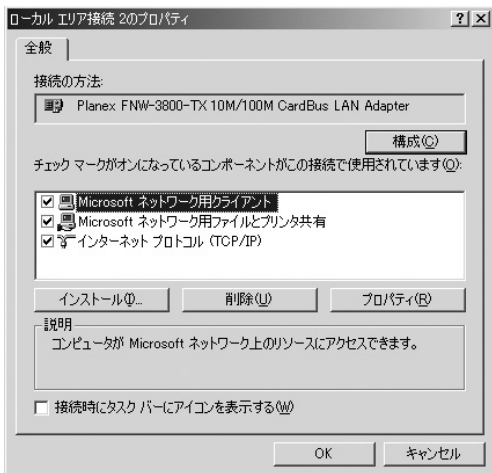 ローカル エリア接続 2のプロパティ
全般
接続の方法:
Planex FNW-3800-TX 10M/100M CardBus LAN Adapter
構成(C)
チェック マークがオンになっているコンポーネントがこの接続で使用されています(O):
Microsoft ネットワーク用クライアント
Microsoft ネットワーク用ファイルとプリンタ共有
インターネット プロトコル (TCP/IP)
インストール(I)... 削除(U) プロパティ(R)
説明
コンピュータが Microsoft ネットワーク上のリソースにアクセスできます。
接続時にタスク バーにアイコンを表示する(W)
OK キャンセル